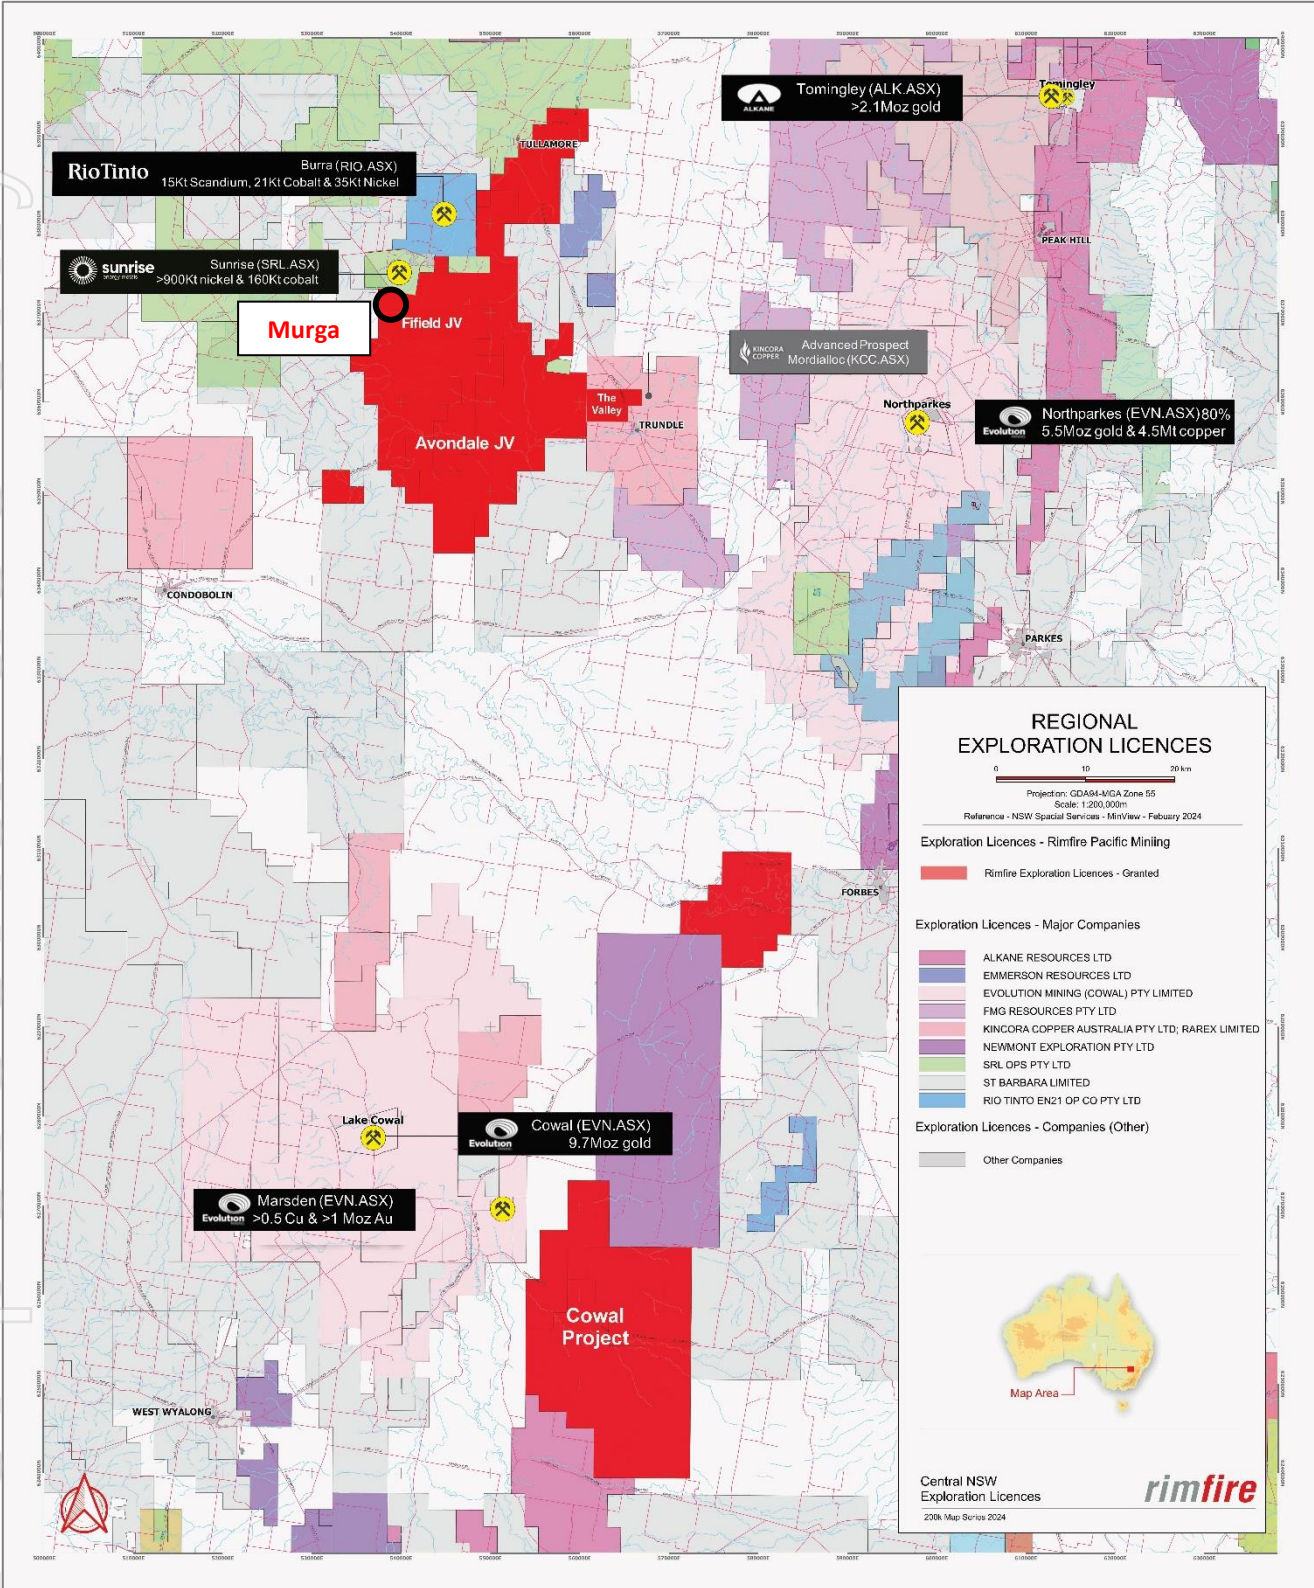 Tomingley (ALK.ASX)
>2.1Moz gold
ALKANE
Tomingley
TULLAMORE
RioTinto
Burra (RIO.ASX)
15Kt Scandium, 21Kt Cobalt & 35Kt Nickel
PEAK HILL
sunrise
energy metals
Sunrise (SRL.ASX)
>900Kt nickel & 160Kt cobalt
Murga
Fifield JV
KINCORA
COPPER
Advanced Prospect
Mordialloc (KCC.ASX)
The
Valley
TRUNDLE
Northparkes
Evolution
Northparkes (EVN.ASX) 80%
5.5Moz gold & 4.5Mt copper
Avondale JV
CONDOBOLIN
PARKES
REGIONAL
EXPLORATION LICENCES
0 10 20 km
Projection: GDA94-MGA Zone 55
Scale: 1:200,000m
Reference - NSW Spacial Services - MinView - Febuary 2024
Exploration Licences - Rimfire Pacific Miniing
Rimfire Exploration Licences - Granted
FORBES
Exploration Licences - Major Companies
ALKANE RESOURCES LTD
EMMERSON RESOURCES LTD
EVOLUTION MINING (COWAL) PTY LIMITED
FMG RESOURCES PTY LTD
KINCORA COPPER AUSTRALIA PTY LTD; RAREX LIMITED
NEWMONT EXPLORATION PTY LTD
SRL OPS PTY LTD
ST BARBARA LIMITED
RIO TINTO EN21 OP CO PTY LTD
Exploration Licences - Companies (Other)
Other Companies
Lake Cowal
Evolution
Cowal (EVN.ASX)
9.7Moz gold
Evolution
Marsden (EVN.ASX)
>0.5 Cu & >1 Moz Au
Cowal
Project
Map Area
WEST WYALONG
Central NSW
Exploration Licences
200k Map Series 2024
rimfire